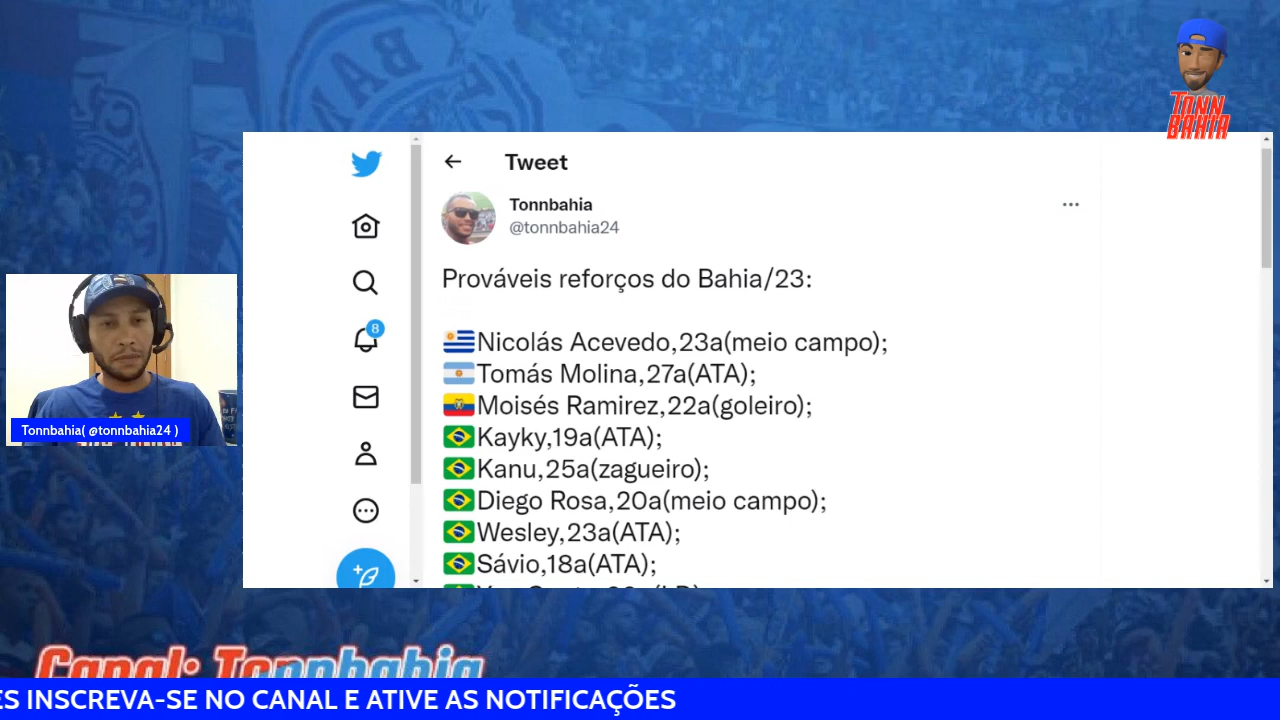 TONN
BAHIA
BA
Tweet
Tonnbahia
@tonnbahia24
Prováveis reforços do Bahia/23:
8
Nicolás Acevedo,23a(meio campo);
Tomás Molina,27a(ATA);
Moisés Ramirez,22a(goleiro);
Kayky,19a(ATA);
Kanu,25a(zagueiro);
Diego Rosa,20a(meio campo);
Wesley,23a(ATA);
Sávio,18a(ATA);
Tonnbahia( @tonnbahia24 )
Canal: Tonnbahia
ES INSCREVA-SE NO CANAL E ATIVE AS NOTIFICAÇÕES